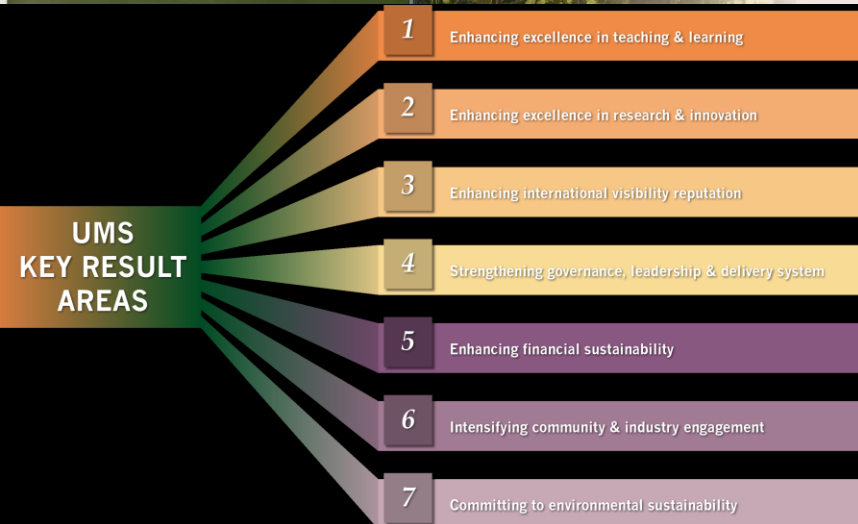 UMS
KEY RESULT
AREAS
1
Enhancing excellence in teaching & learning
2
Enhancing excellence in research & innovation
3
Enhancing international visibility reputation
4
Strengthening governance, leadership & delivery system
5
Enhancing financial sustainability
6
Intensifying community & industry engagement
7
Committing to environmental sustainability